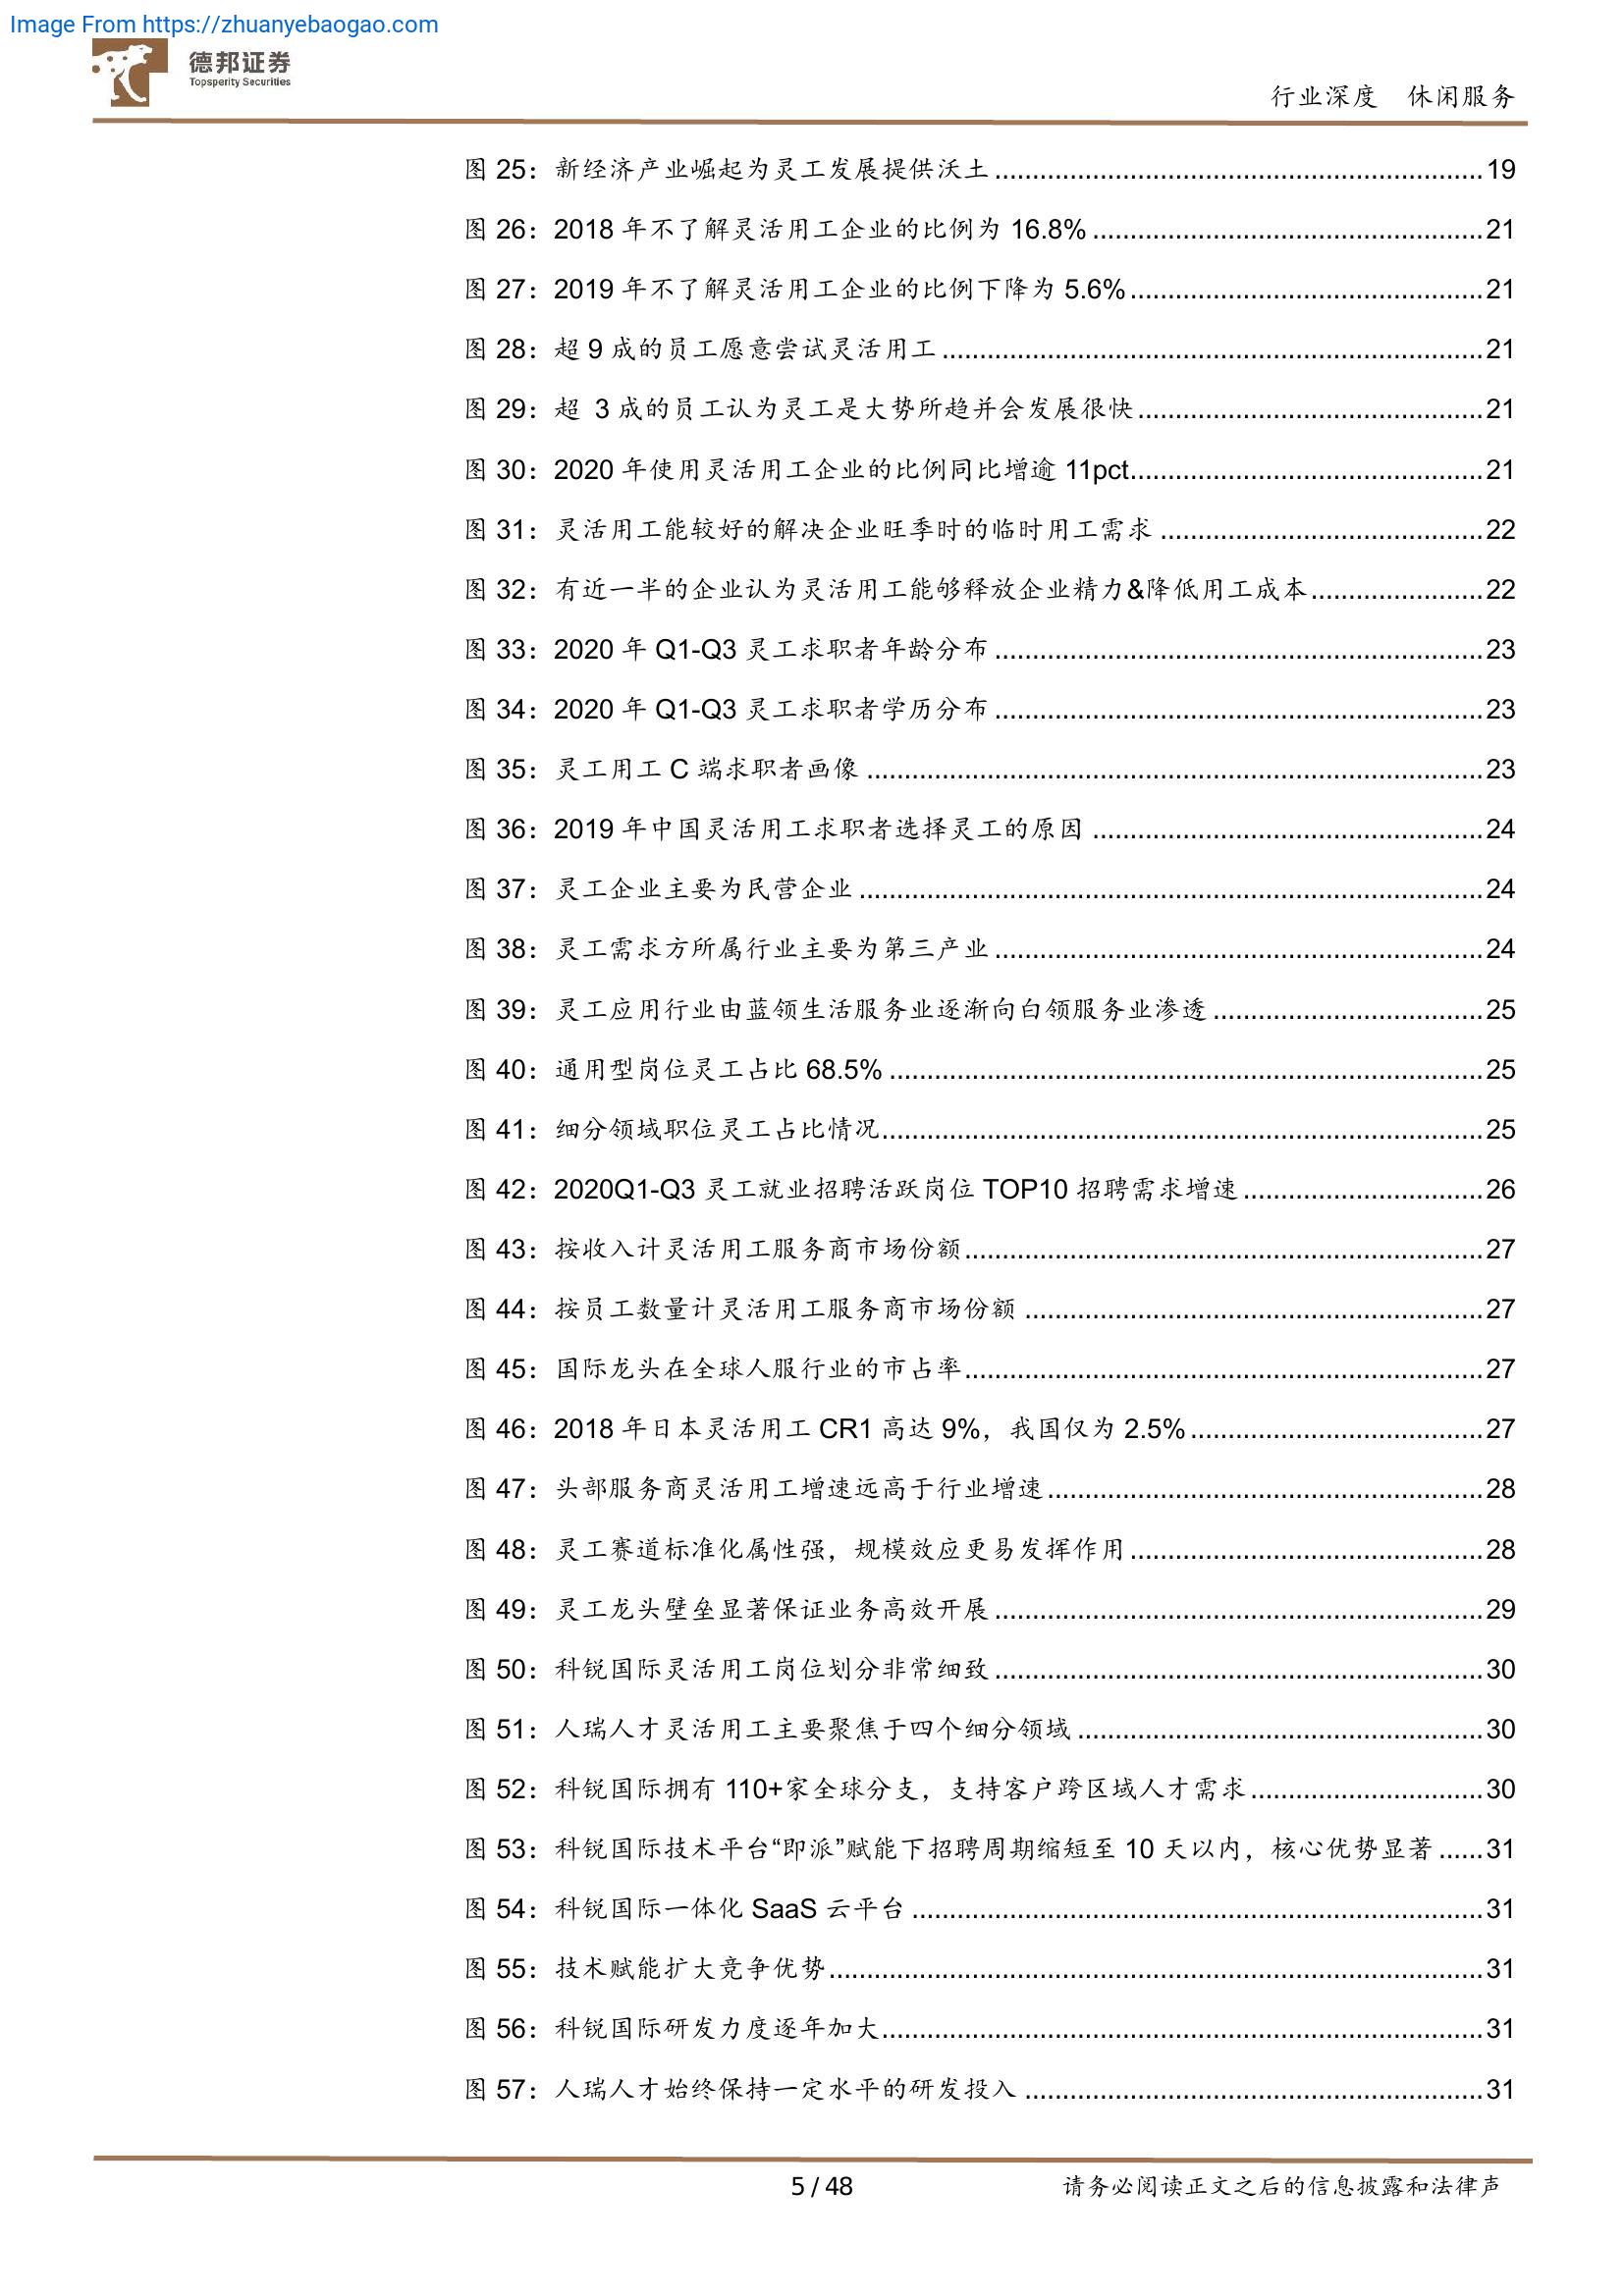 Image From https://zhuanyebaogao.com
德邦证券
Topsperity Securities
行业深度 休闲服务
图 25：新经济产业崛起为灵工发展提供沃土.................................................................19
图 26：2018 年不了解灵活用工企业的比例为 16.8%....................................................21
图 27：2019 年不了解灵活用工企业的比例下降为 5.6%...............................................21
图 28：超 9 成的员工愿意尝试灵活用工........................................................................21
图 29：超 3 成的员工认为灵工是大势所趋并会发展很快..............................................21
图 30：2020 年使用灵活用工企业的比例同比增逾 11pct...............................................21
图 31：灵活用工能较好的解决企业旺季时的临时用工需求...........................................22
图 32：有近一半的企业认为灵活用工能够释放企业精力&降低用工成本.......................22
图 33：2020 年 Q1-Q3 灵工求职者年龄分布.................................................................23
图 34：2020 年 Q1-Q3 灵工求职者学历分布.................................................................23
图 35：灵工用工 C 端求职者画像..................................................................................23
图 36：2019 年中国灵活用工求职者选择灵工的原因....................................................24
图 37：灵工企业主要为民营企业...................................................................................24
图 38：灵工需求方所属行业主要为第三产业.................................................................24
图 39：灵工应用行业由蓝领生活服务业逐渐向白领服务业渗透....................................25
图 40：通用型岗位灵工占比 68.5%...............................................................................25
图 41：细分领域职位灵工占比情况................................................................................25
图 42：2020Q1-Q3 灵工就业招聘活跃岗位 TOP10 招聘需求增速................................26
图 43：按收入计灵活用工服务商市场份额.....................................................................27
图 44：按员工数量计灵活用工服务商市场份额.............................................................27
图 45：国际龙头在全球人服行业的市占率.....................................................................27
图 46：2018 年日本灵活用工 CR1 高达 9%，我国仅为 2.5%.......................................27
图 47：头部服务商灵活用工增速远高于行业增速..........................................................28
图 48：灵工赛道标准化属性强，规模效应更易发挥作用...............................................28
图 49：灵工龙头壁垒显著保证业务高效开展.................................................................29
图 50：科锐国际灵活用工岗位划分非常细致.................................................................30
图 51：人瑞人才灵活用工主要聚焦于四个细分领域......................................................30
图 52：科锐国际拥有 110+家全球分支，支持客户跨区域人才需求...............................30
图 53：科锐国际技术平台“即派”赋能下招聘周期缩短至 10 天以内，核心优势显著......31
图 54：科锐国际一体化 SaaS 云平台............................................................................31
图 55：技术赋能扩大竞争优势.......................................................................................31
图 56：科锐国际研发力度逐年加大................................................................................31
图 57：人瑞人才始终保持一定水平的研发投入.............................................................31
5 / 48
请务必阅读正文之后的信息披露和法律声